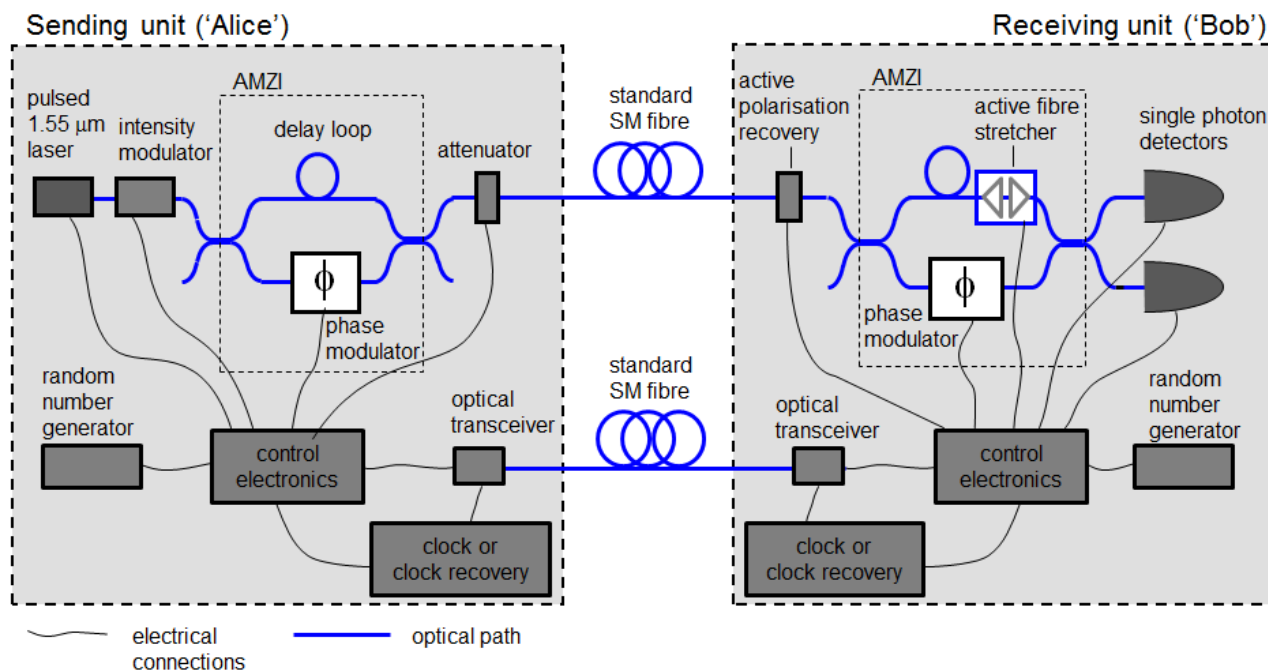 Sending unit (‘Alice’)
Receiving unit (‘Bob’)
AMZI
pulsed
1.55 μm
laser
intensity
modulator
delay loop
attenuator
ϕ
phase
modulator
random
number
generator
control
electronics
optical
transceiver
clock or
clock recovery
standard
SM fibre
standard
SM fibre
active
polarisation
recovery
AMZI
active fibre
stretcher
single photon
detectors
ϕ
phase
modulator
optical
transceiver
control
electronics
random
number
generator
clock or
clock recovery
electrical
connections
optical path